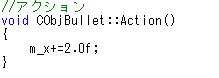 //アクション
void CObjBullet::Action()
{
    m_x+=2.0f;
}